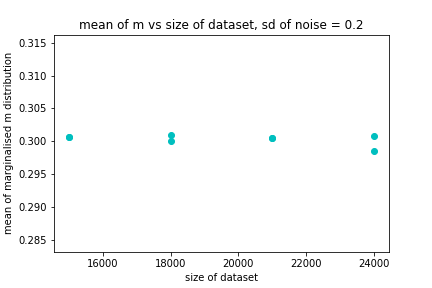 mean of m vs size of dataset, sd of noise = 0.2
mean of marginalised m distribution
0.315
0.310
0.305
0.300
0.295
0.290
0.285
16000 18000 20000 22000 24000
size of dataset